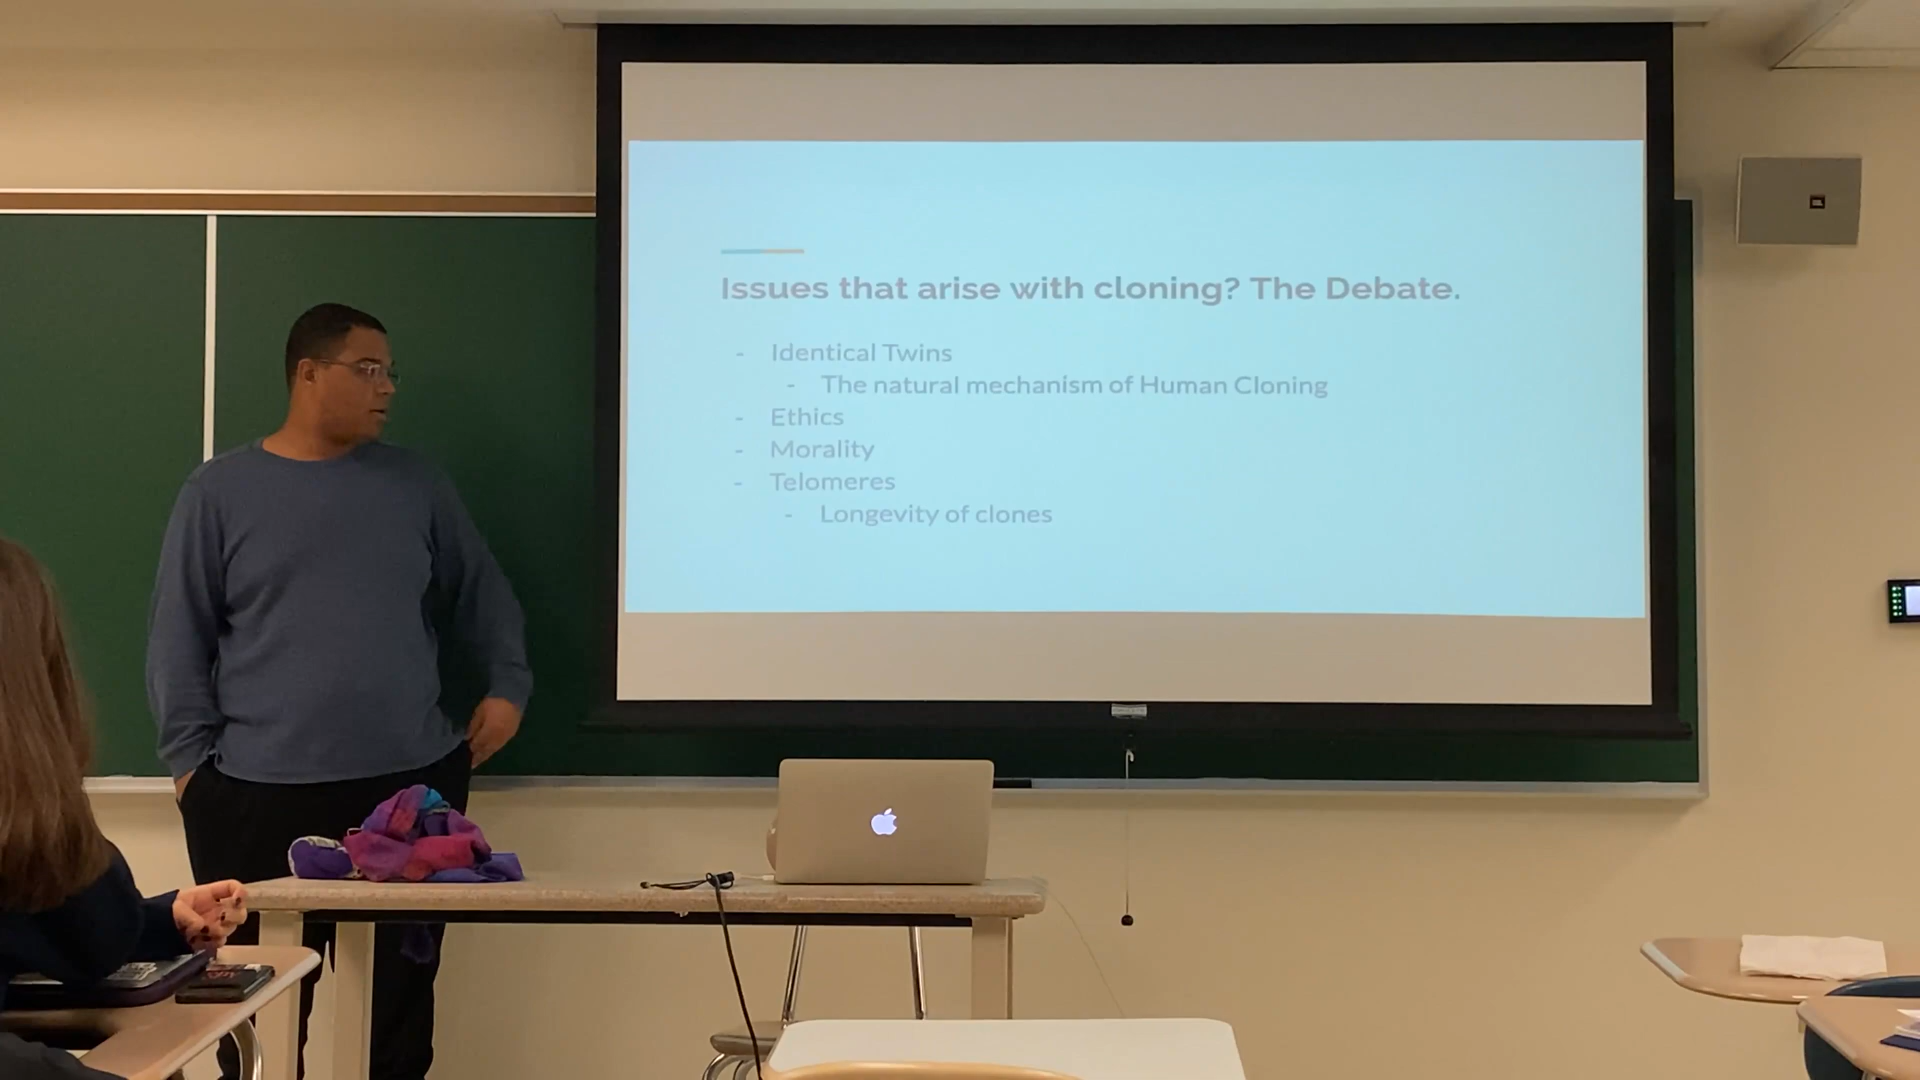 Issues that arise with cloning? The Debate.
- Identical Twins
- The natural mechanism of Human Cloning
- Ethics
- Morality
- Telomeres
- Longevity of clones